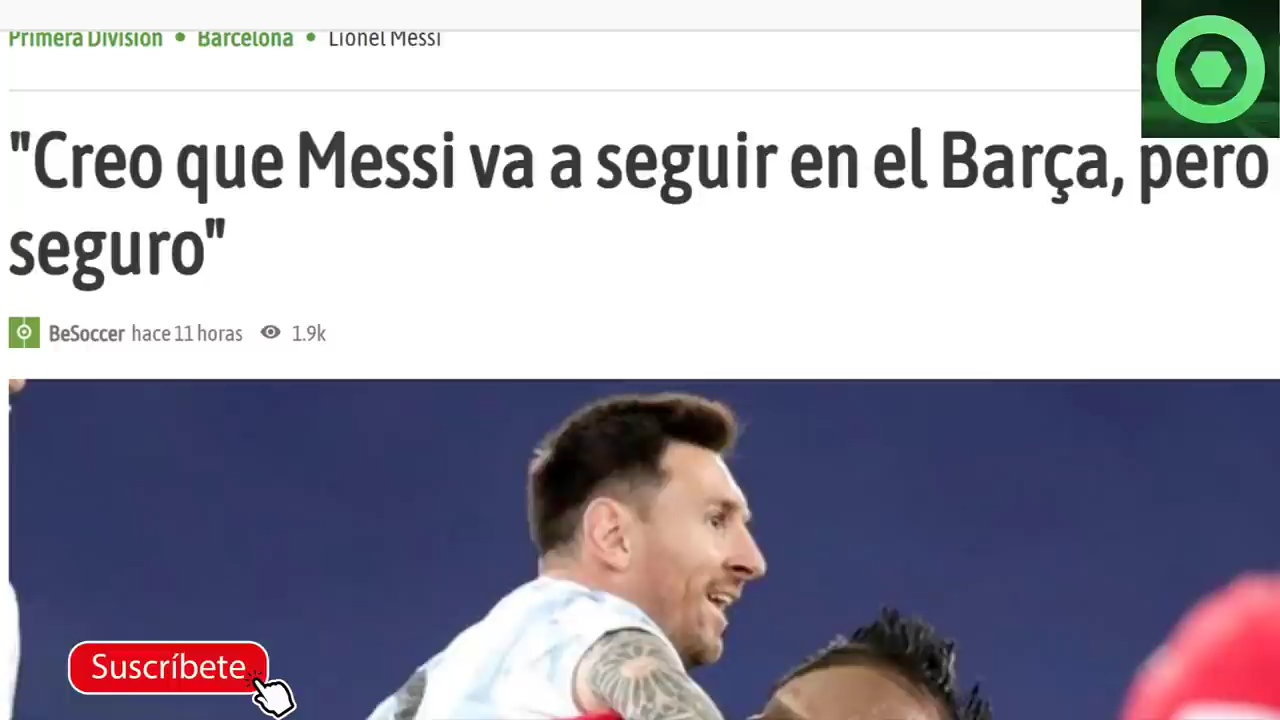 Primera División • Barcelona • Lionel Messi
"Creo que Messi va a seguir en el Barça, pero
seguro"
BeSoccer hace 11 horas 1.9k
Suscríbete